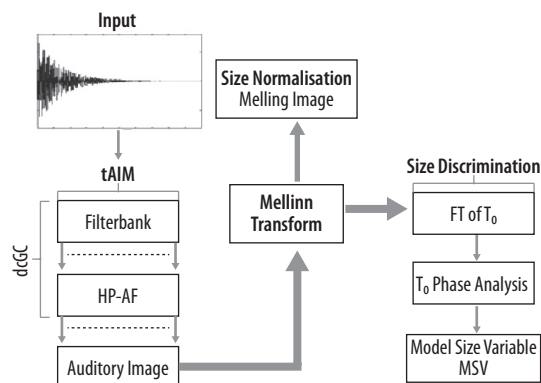 Input
tAIM
dcGC
Filterbank
HP-AF
Auditory Image
Size Normalisation
Melling Image
Mellinn
Transform
Size Discrimination
FT of T₀
T₀ Phase Analysis
Model Size Variable
MSV